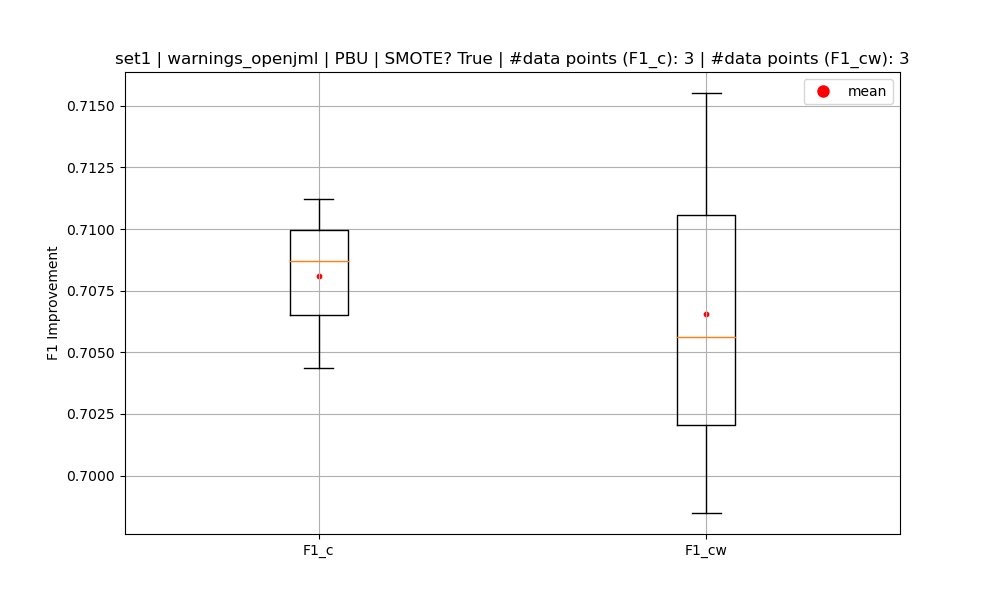 set1 | warnings_openjml | PBU | SMOTE? True | #data points (F1_c): 3 | #data points (F1_cw): 3
mean
0.7150
0.7125
0.7100
0.7075
0.7050
0.7025
0.7000
F1 Improvement
F1_c
F1_cw